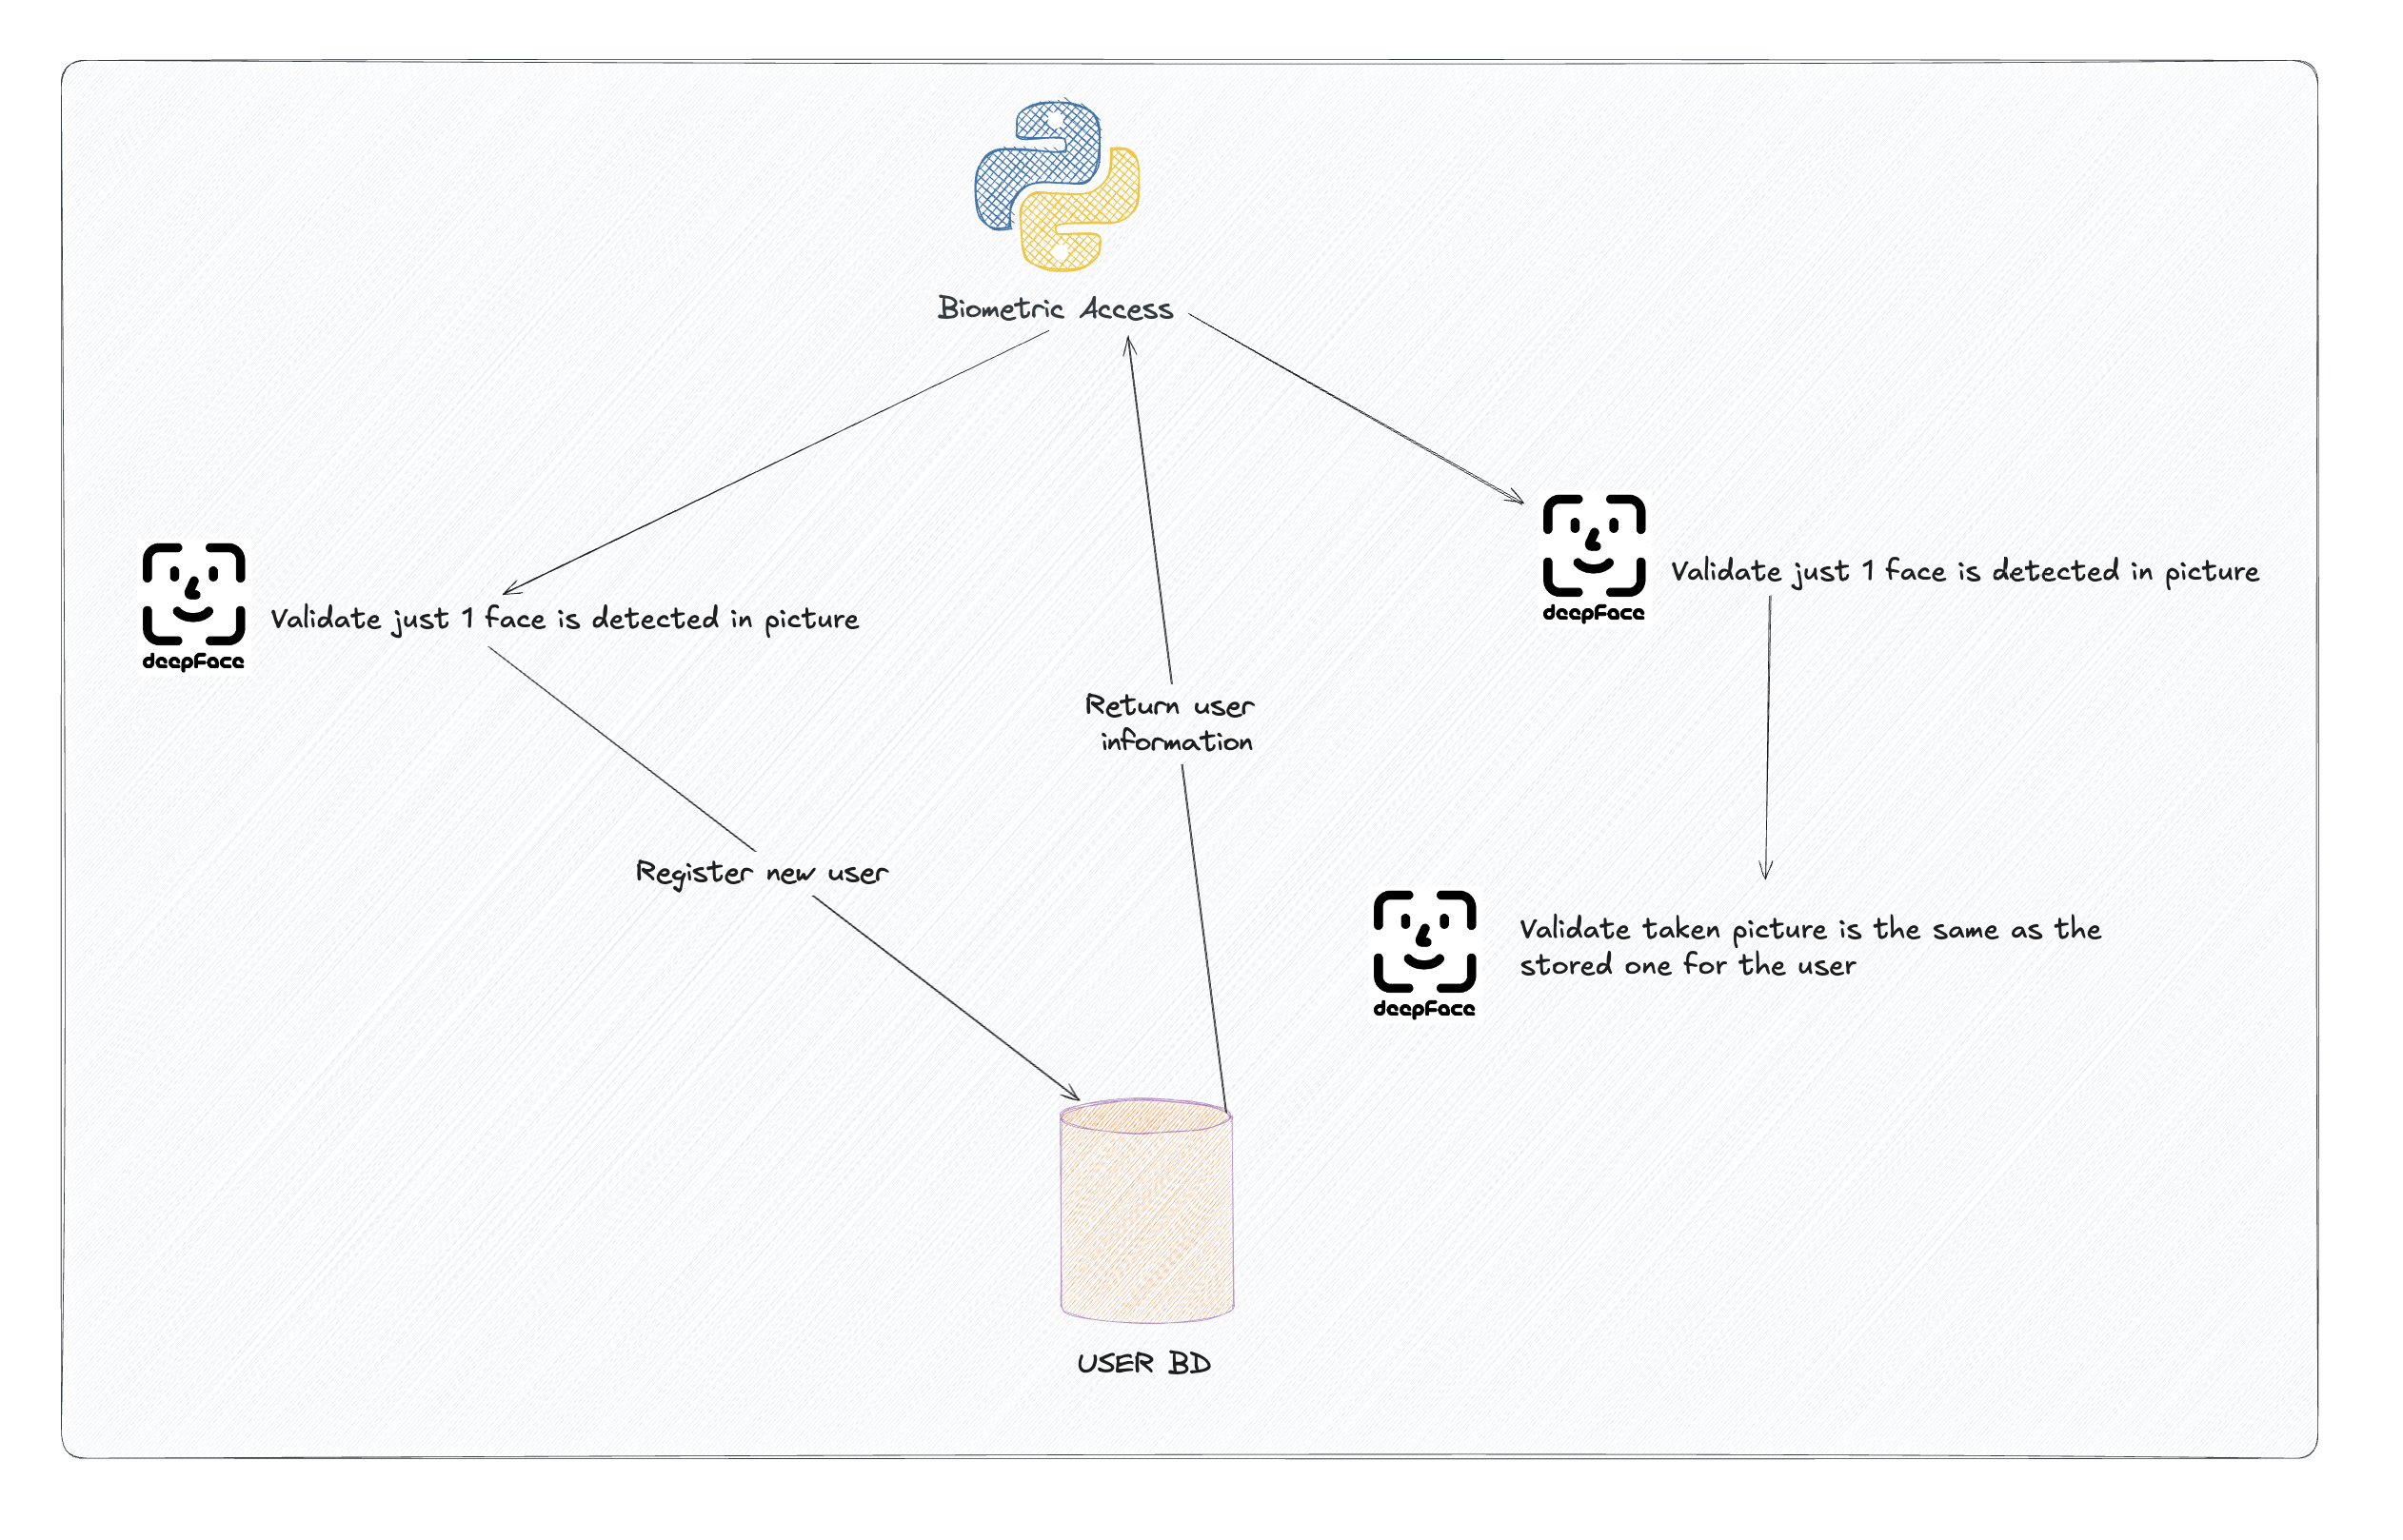 Biometric Access
Validate just 1 face is detected in picture
deepface
Validate just 1 face is detected in picture
deepface
Return user
information
Register new user
Validate taken picture is the same as the
stored one for the user
deepface
USER BD